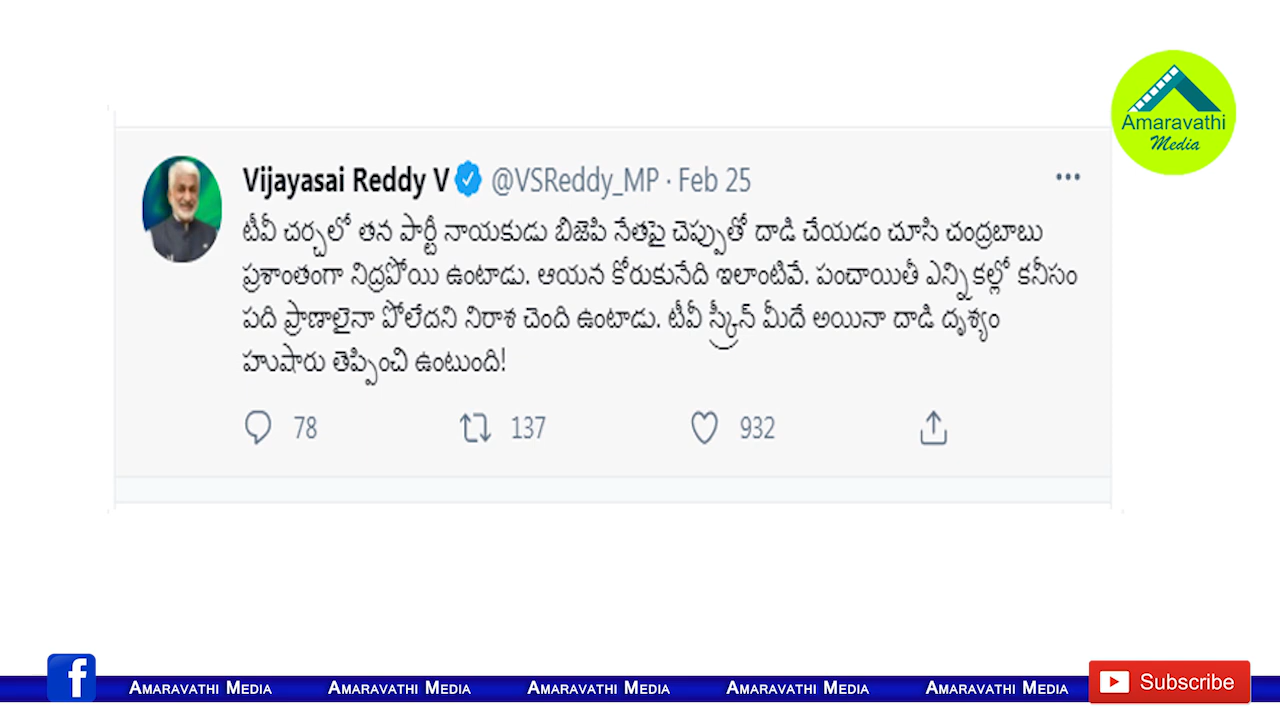 Amaravathi
Media
Vijayasai Reddy V @VSReddy_MP · Feb 25
టీవీ చర్చలో తన పార్టీ నాయకుడు బిజెపి నేతపై చెప్పుతో దాడి చేయడం చూసి చంద్రబాబు
ప్రశాంతంగా నిద్రపోయి ఉంటాడు. ఆయన కోరుకునేది ఇలాంటివే. పంచాయితీ ఎన్నికల్లో కనీసం
పది ప్రాణాలైనా పోలేదని నిరాశ చెంది ఉంటాడు. టీవీ స్క్రీన్ మీదే అయినా దాడి దృశ్యం
హుషారు తెప్పించి ఉంటుంది!
78 137 932
f Amaravathi Media Amaravathi Media Amaravathi Media Amaravathi Media Amaravathi Media Subscribe